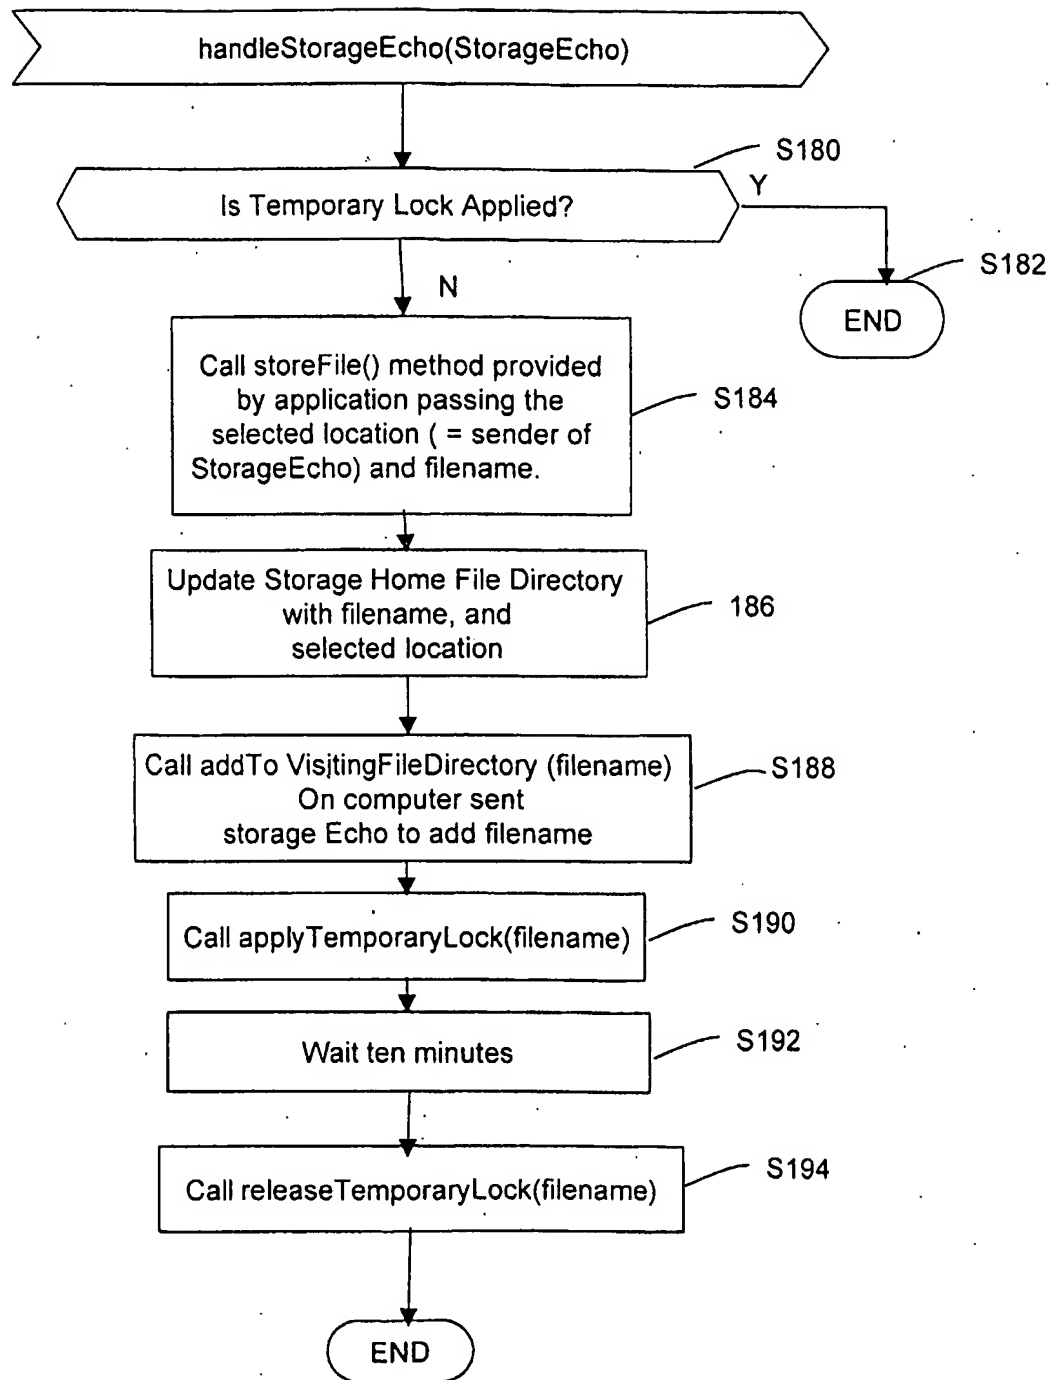 handleStorageEcho(StorageEcho)
S180
Is Temporary Lock Applied?
Y
S182
N
END
Call storeFile() method provided
by application passing the
selected location ( = sender of
StorageEcho) and filename.
S184
Update Storage Home File Directory
with filename, and
selected location
186
Call addTo VisitingFileDirectory (filename)
On computer sent
storage Echo to add filename
S188
Call applyTemporaryLock(filename)
S190
Wait ten minutes
S192
Call releaseTemporaryLock(filename)
S194
END